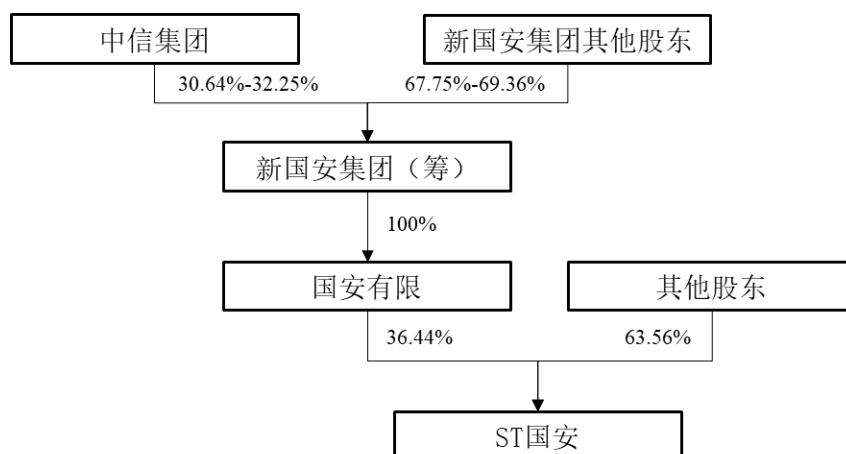 中信集团
新国安集团其他股东
30.64%-32.25%
67.75%-69.36%
新国安集团（筹）
100%
国安有限
其他股东
36.44%
63.56%
ST国安